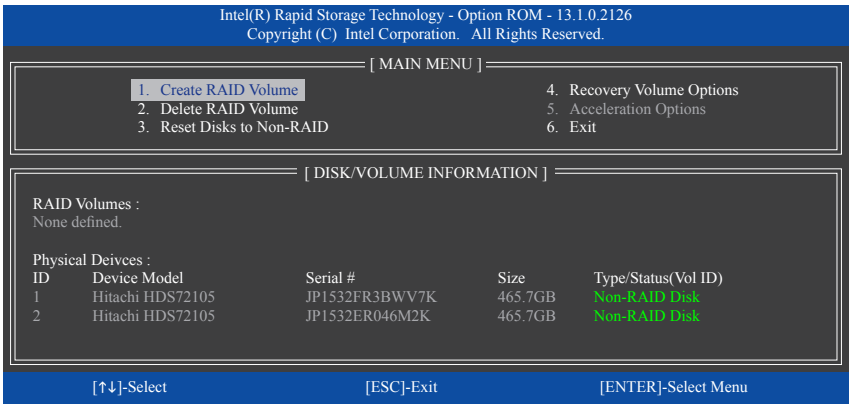 Intel(R) Rapid Storage Technology - Option ROM - 13.1.0.2126
Copyright (C) Intel Corporation. All Rights Reserved.
[ MAIN MENU ]
1. Create RAID Volume
2. Delete RAID Volume
3. Reset Disks to Non-RAID
4. Recovery Volume Options
5. Acceleration Options
6. Exit
[ DISK/VOLUME INFORMATION ]
RAID Volumes :
None defined.
Physical Deivces :
ID Device Model Serial # Size Type/Status(Vol ID)
1 Hitachi HDS72105 JP1532FR3BWV7K 465.7GB Non-RAID Disk
2 Hitachi HDS72105 JP1532ER046M2K 465.7GB Non-RAID Disk
[↑↓]-Select [ESC]-Exit [ENTER]-Select Menu